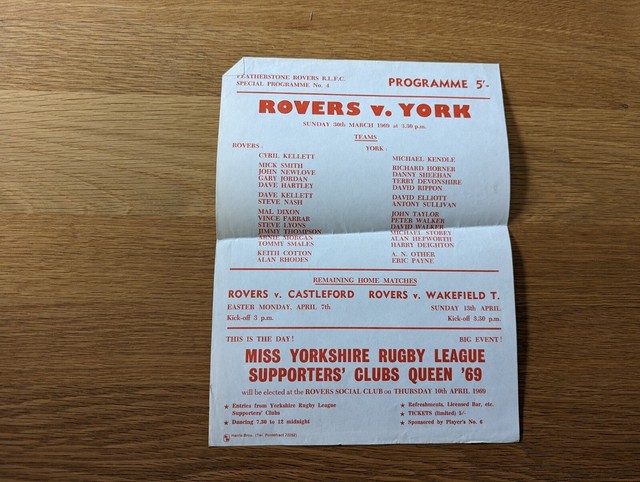 FEATHERSTONE ROVERS R.L.F.C.
SPECIAL PROGRAMME No. 4
PROGRAMME 5'-
ROVERS v. YORK
SUNDAY 30th MARCH 1969 at 3.30 p.m.
TEAMS
ROVERS :
CYRIL KELLETT
MICK SMITH
JOHN NEWLOVE
GARY JORDAN
DAVE HARTLEY
DAVE KELLETT
STEVE NASH
MAL DIXON
VINCE FARRAR
STEVE LYONS
JIMMY THOMPSON
ARNIE MORGAN
TOMMY SMALES
KEITH COTTON
ALAN RHODES
YORK :
MICHAEL KENDLE
RICHARD HORNER
DANNY SHEEHAN
TERRY DEVONSHIRE
DAVID RIPPON
DAVID ELLIOTT
ANTONY SULLIVAN
JOHN TAYLOR
PETER WALKER
DAVID WALKER
MICHAEL STOREY
ALAN HEPWORTH
HARRY DEIGHTON
A. N. OTHER
ERIC PAYNE
REMAINING HOME MATCHES
ROVERS v. CASTLEFORD
EASTER MONDAY, APRIL 7th
Kick-off 3 p.m.
ROVERS v. WAKEFIELD T.
SUNDAY 13th APRIL
Kick-off 3.30 p.m.
THIS IS THE DAY !
BIG EVENT !
MISS YORKSHIRE RUGBY LEAGUE
SUPPORTERS' CLUBS QUEEN '69
will be elected at the ROVERS SOCIAL CLUB on THURSDAY 10th APRIL 1969
★ Entries from Yorkshire Rugby League
Supporters' Clubs
★ Dancing 7.30 to 12 midnight
★ Refreshments, Licensed Bar, etc.
★ TICKETS (limited) 5/-
★ Sponsored by Player's No. 6
Harris Bros. (Tel. Pontefract